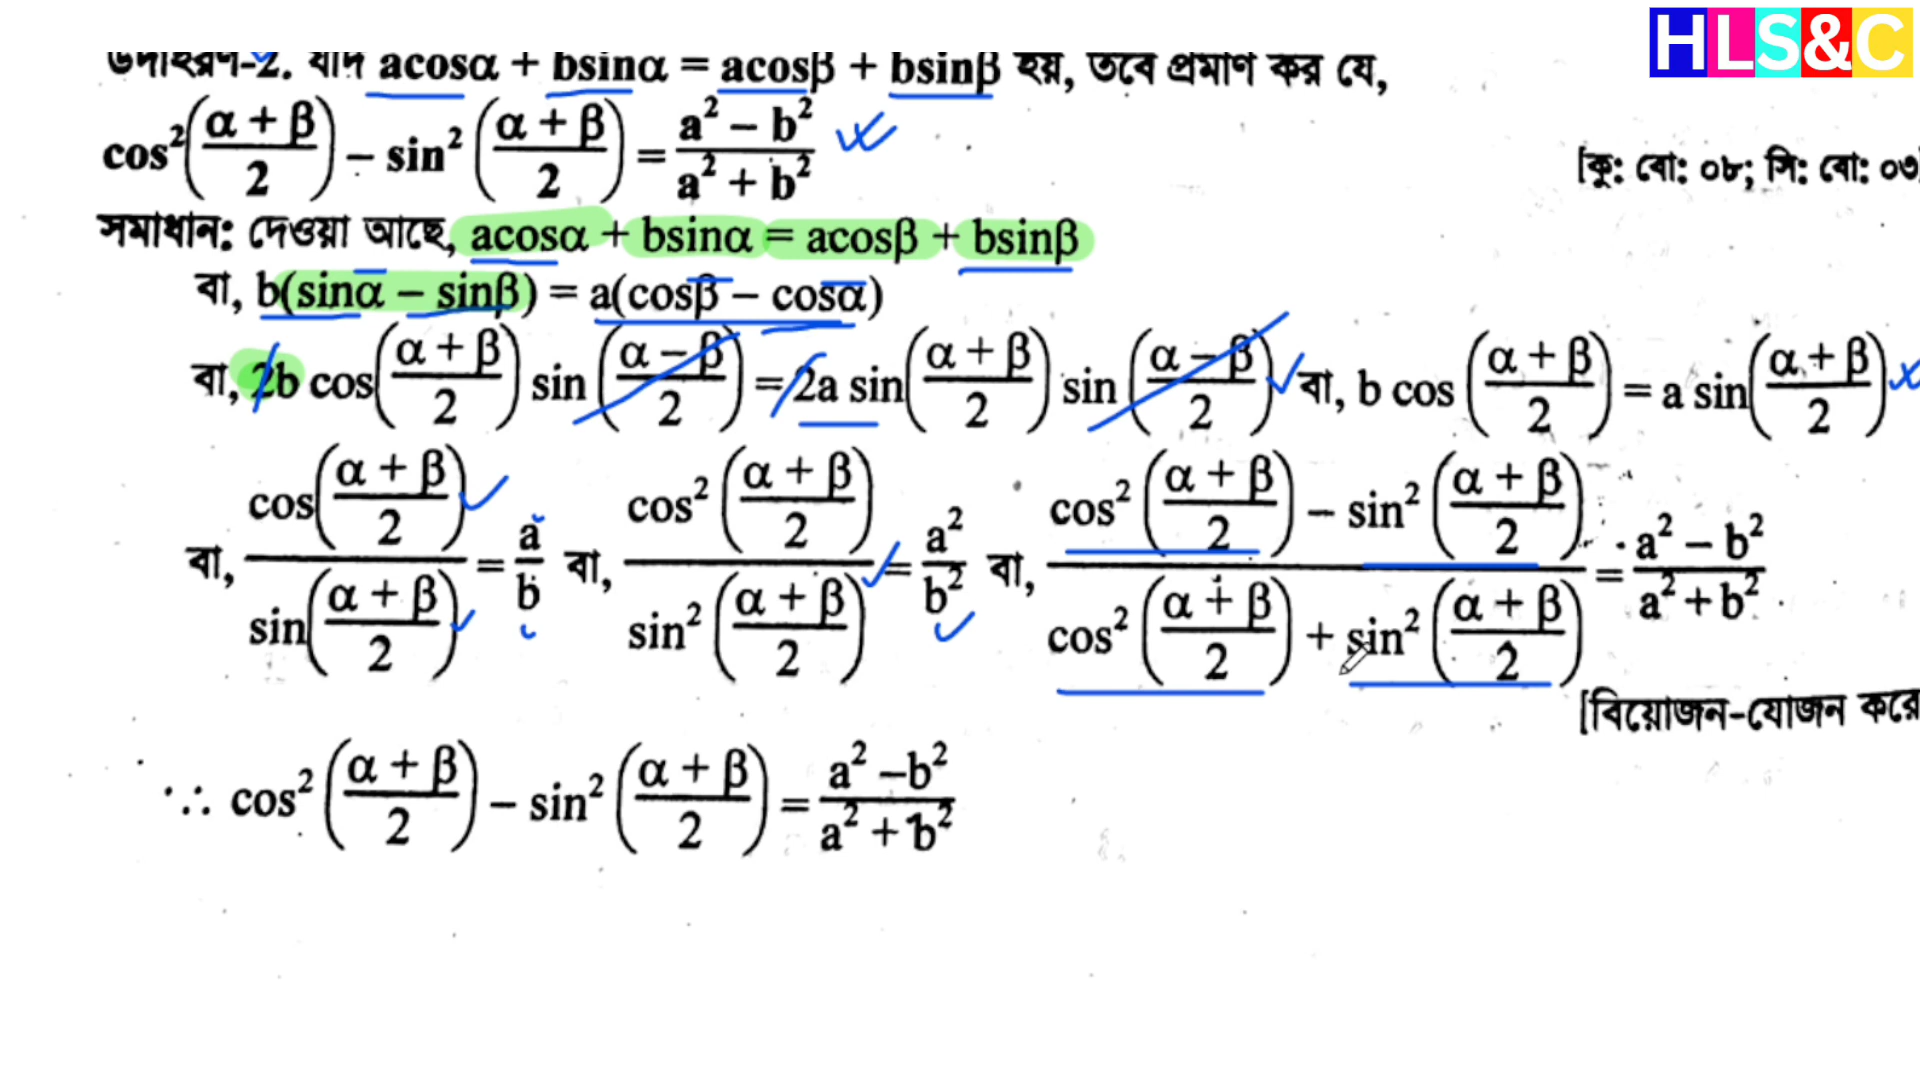 HLS&C
উদাহরণ-2. যদি acosα + bsinα = acosβ + bsinβ হয়, তবে প্রমাণ কর যে,
cos²((α + β)/2) – sin²((α + β)/2) = (a² – b²)/(a² + b²)
[কু: বো: ০৮; সি: বো: ০৩
সমাধান: দেওয়া আছে, acosα + bsinα = acosβ + bsinβ
বা, b(sinα – sinβ) = a(cosβ – cosα)
বা, 2b cos((α + β)/2) sin((α – β)/2) = 2a sin((α + β)/2) sin((α – β)/2) বা, b cos((α + β)/2) = a sin((α + β)/2)
বা, cos((α + β)/2)/sin((α + β)/2) = a/b বা, cos²((α + β)/2)/sin²((α + β)/2) = a²/b² বা, (cos²((α + β)/2) – sin²((α + β)/2))/(cos²((α + β)/2) + sin²((α + β)/2)) = (a² – b²)/(a² + b²)
[বিয়োজন-যোজন করে
∴ cos²((α + β)/2) – sin²((α + β)/2) = (a² – b²)/(a² + b²)